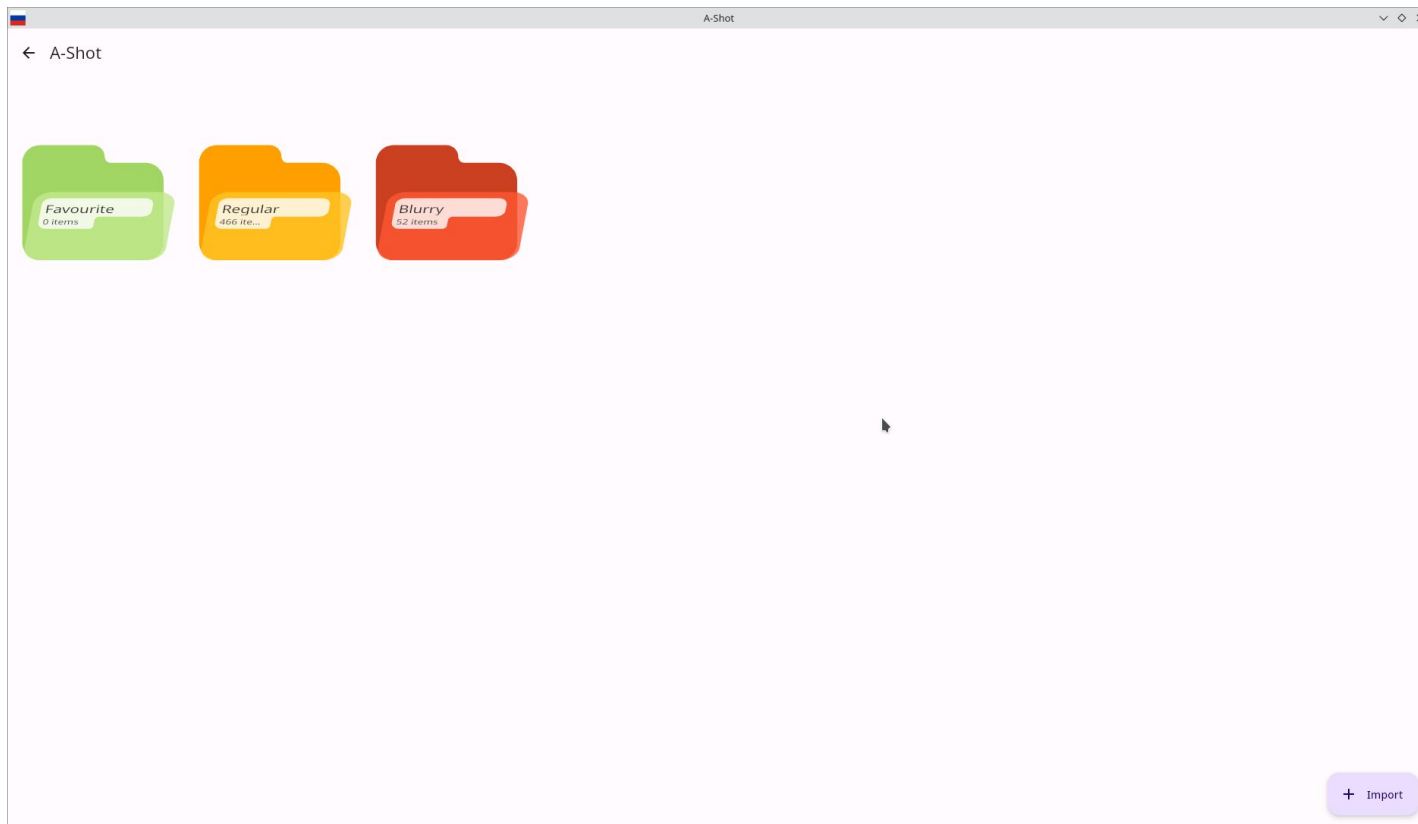 A-Shot
A-Shot
Favourite
0 items
Regular
466 ite...
Blurry
52 items
Import